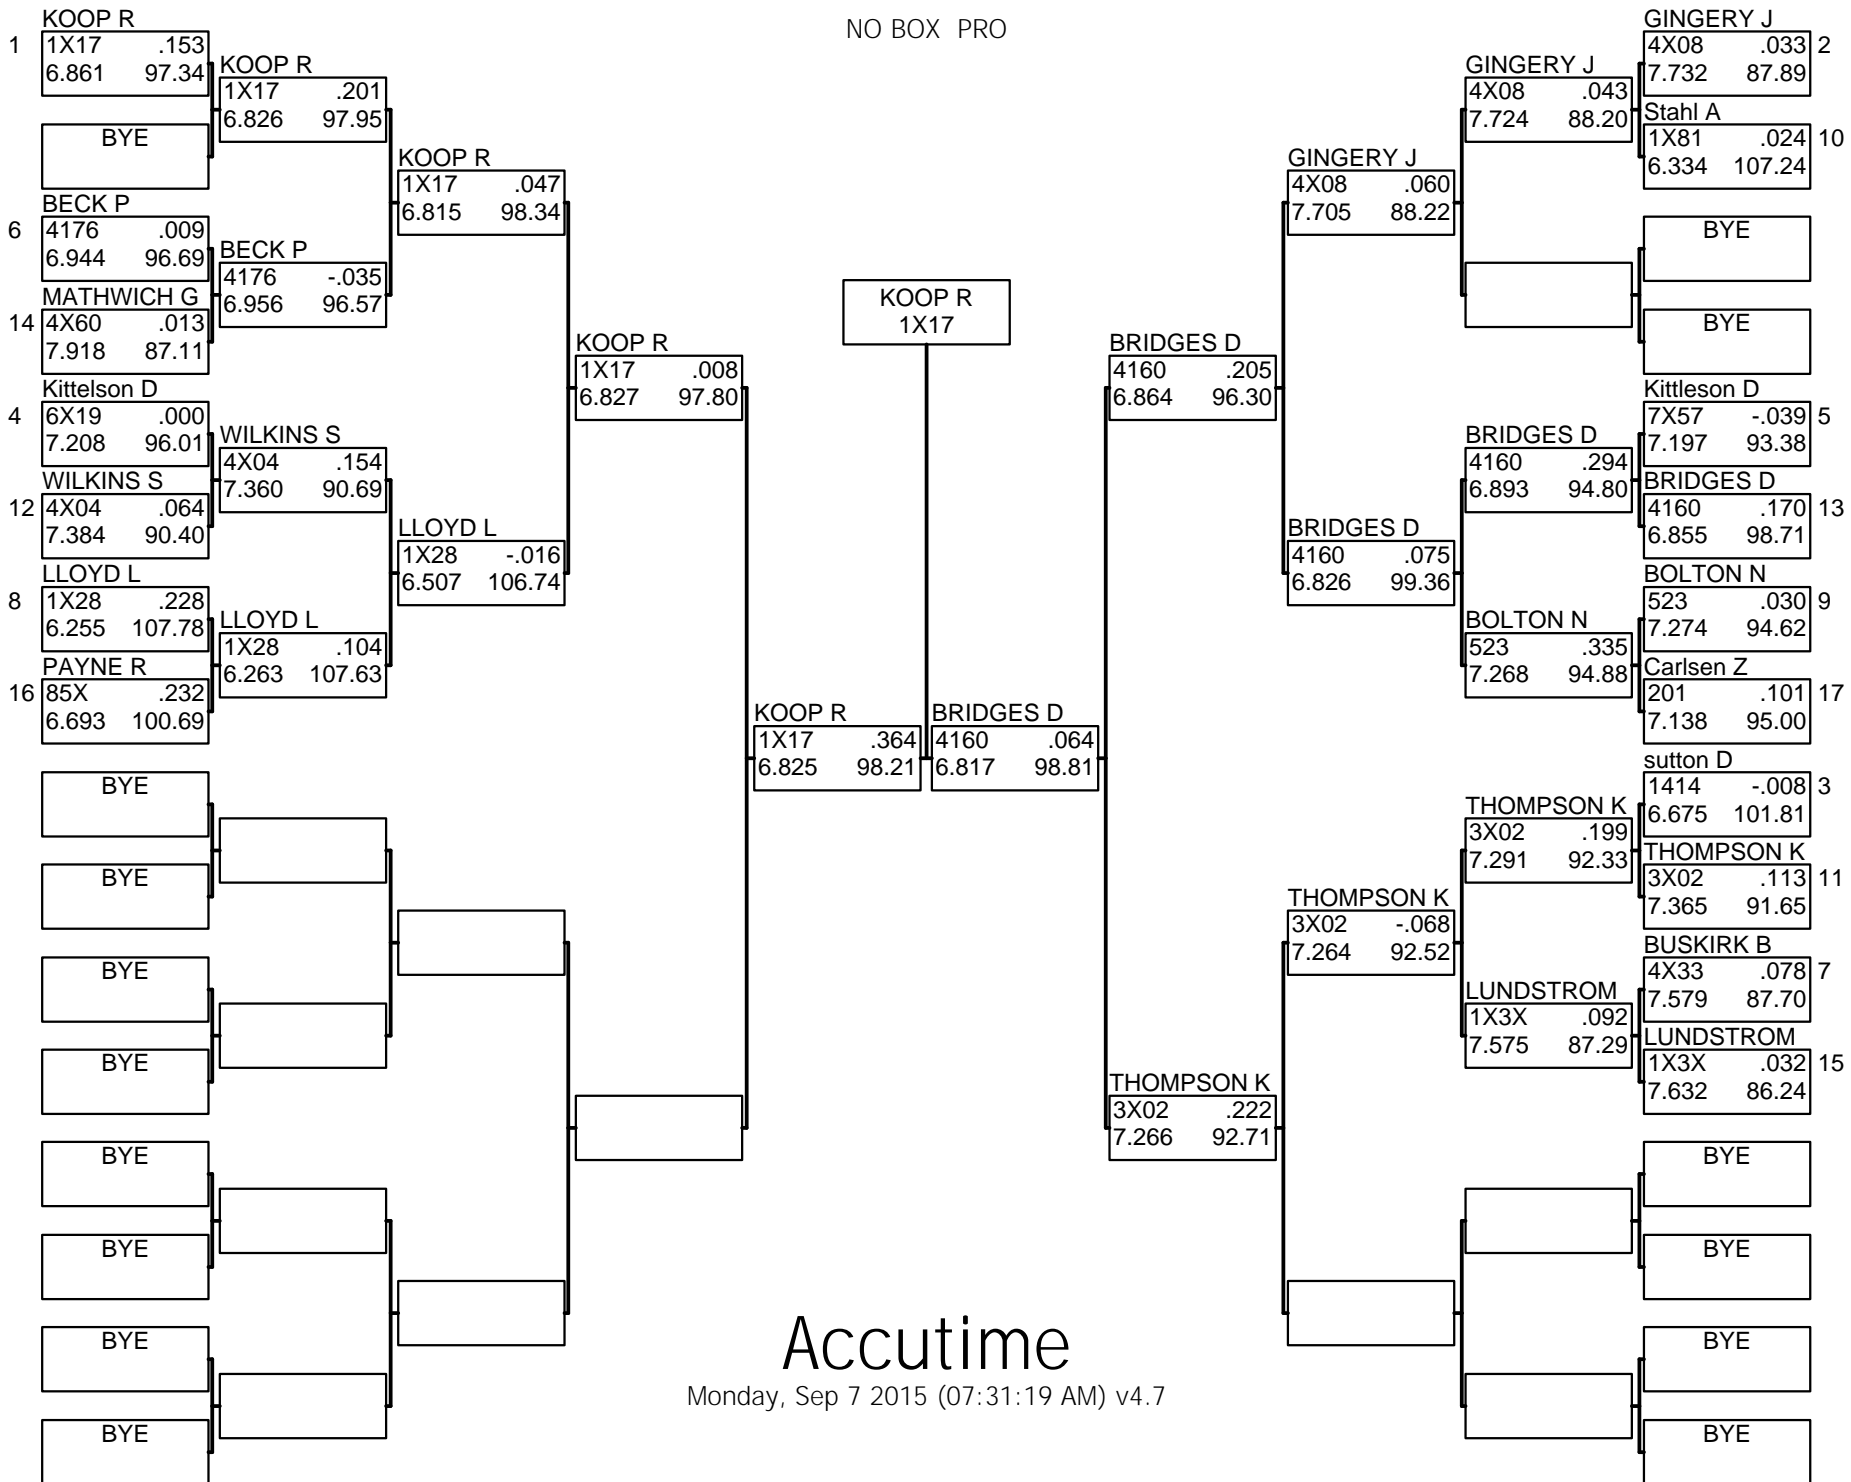 NO BOX PRO
KOOP R
1 1X17 .153
6.861 97.34
BYE
BECK P
6 4176 .009
6.944 96.69
MATHWICH G
14 4X60 .013
7.918 87.11
Kittelson D
4 6X19 .000
7.208 96.01
WILKINS S
12 4X04 .064
7.384 90.40
LLOYD L
8 1X28 .228
6.255 107.78
PAYNE R
16 85X .232
6.693 100.69
BYE
BYE
BYE
BYE
BYE
BYE
BYE
BYE
KOOP R
1X17 .201
6.826 97.95
BECK P
4176 -.035
6.956 96.57
WILKINS S
4X04 .154
7.360 90.69
LLOYD L
1X28 .104
6.263 107.63
KOOP R
1X17 .047
6.815 98.34
LLOYD L
1X28 -.016
6.507 106.74
KOOP R
1X17 .008
6.827 97.80
KOOP R
1X17 .364
6.825 98.21
KOOP R
1X17
BRIDGES D
4160 .064
6.817 98.81
BRIDGES D
4160 .205
6.864 96.30
THOMPSON K
3X02 .222
7.266 92.71
GINGERY J
4X08 .060
7.705 88.22
BRIDGES D
4160 .075
6.826 99.36
THOMPSON K
3X02 -.068
7.264 92.52
GINGERY J
4X08 .043
7.724 88.20
BRIDGES D
4160 .294
6.893 94.80
BOLTON N
523 .335
7.268 94.88
THOMPSON K
3X02 .199
7.291 92.33
LUNDSTROM
1X3X .092
7.575 87.29
GINGERY J
4X08 .033 2
7.732 87.89
Stahl A
1X81 .024 10
6.334 107.24
BYE
BYE
Kittleson D
7X57 -.039 5
7.197 93.38
BRIDGES D
4160 .170 13
6.855 98.71
BOLTON N
523 .030 9
7.274 94.62
Carlsen Z
201 .101 17
7.138 95.00
sutton D
1414 -.008 3
6.675 101.81
THOMPSON K
3X02 .113 11
7.365 91.65
BUSKIRK B
4X33 .078 7
7.579 87.70
LUNDSTROM
1X3X .032 15
7.632 86.24
BYE
BYE
BYE
BYE
Accutime
Monday, Sep 7 2015 (07:31:19 AM) v4.7